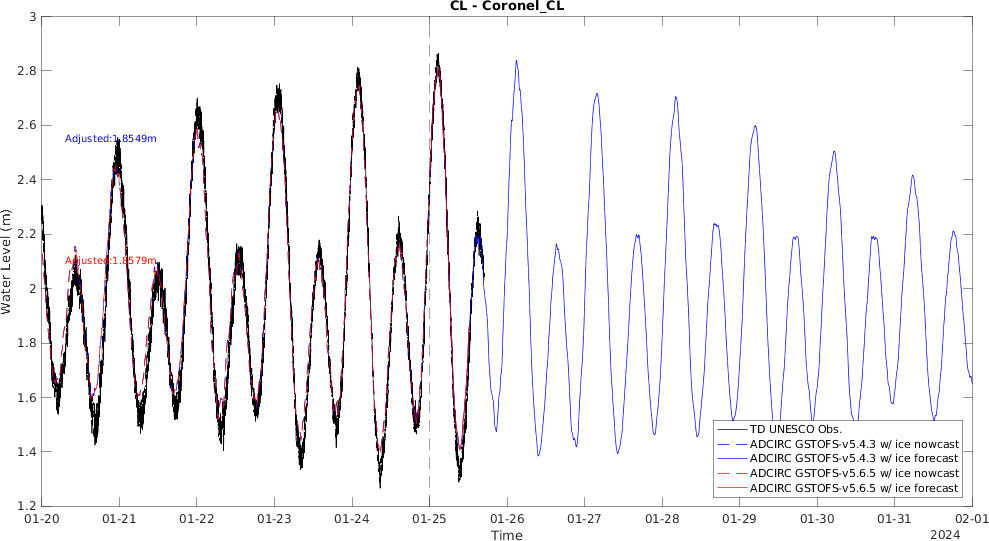 CL - Coronel_CL
3
2.8
2.6
2.4
2.2
2
1.8
1.6
1.4
1.2
Water Level (m)
Adjusted:1.8549m
Adjusted:1.8579m
TD UNESCO Obs.
ADCIRC GSTOFS-v5.4.3 w/ ice nowcast
ADCIRC GSTOFS-v5.4.3 w/ ice forecast
ADCIRC GSTOFS-v5.6.5 w/ ice nowcast
ADCIRC GSTOFS-v5.6.5 w/ ice forecast
01-20 01-21 01-22 01-23 01-24 01-25 01-26 01-27 01-28 01-29 01-30 01-31 02-01
Time
2024